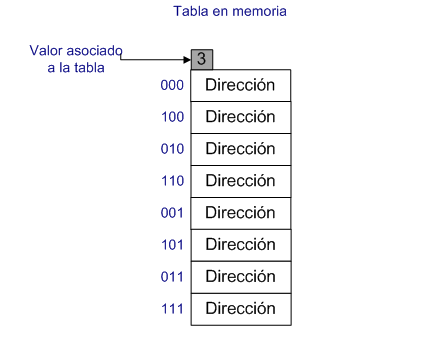 Tabla en memoria
Valor asociado
a la tabla
3
000 Dirección
100 Dirección
010 Dirección
110 Dirección
001 Dirección
101 Dirección
011 Dirección
111 Dirección